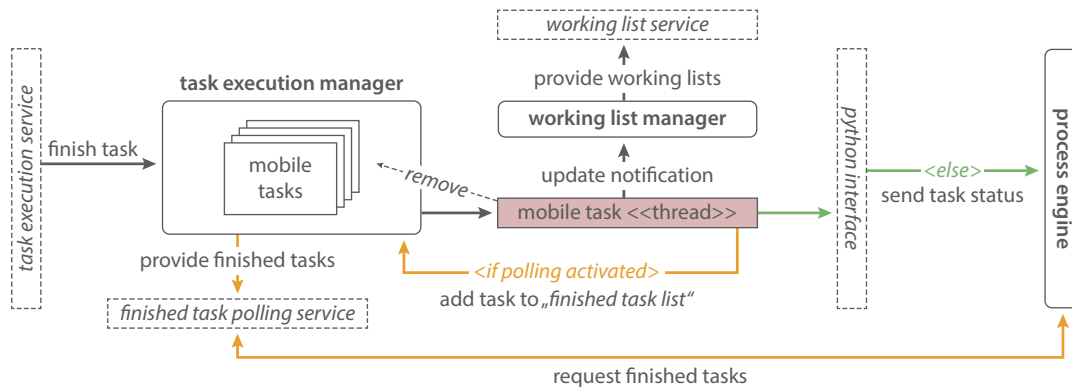 working list service
provide working lists
task execution manager
working list manager
task execution service
finish task
mobile
tasks
remove
update notification
mobile task <<thread>>
python interface
<else>
send task status
process engine
provide finished tasks
<if polling activated>
add task to „finished task list“
finished task polling service
request finished tasks